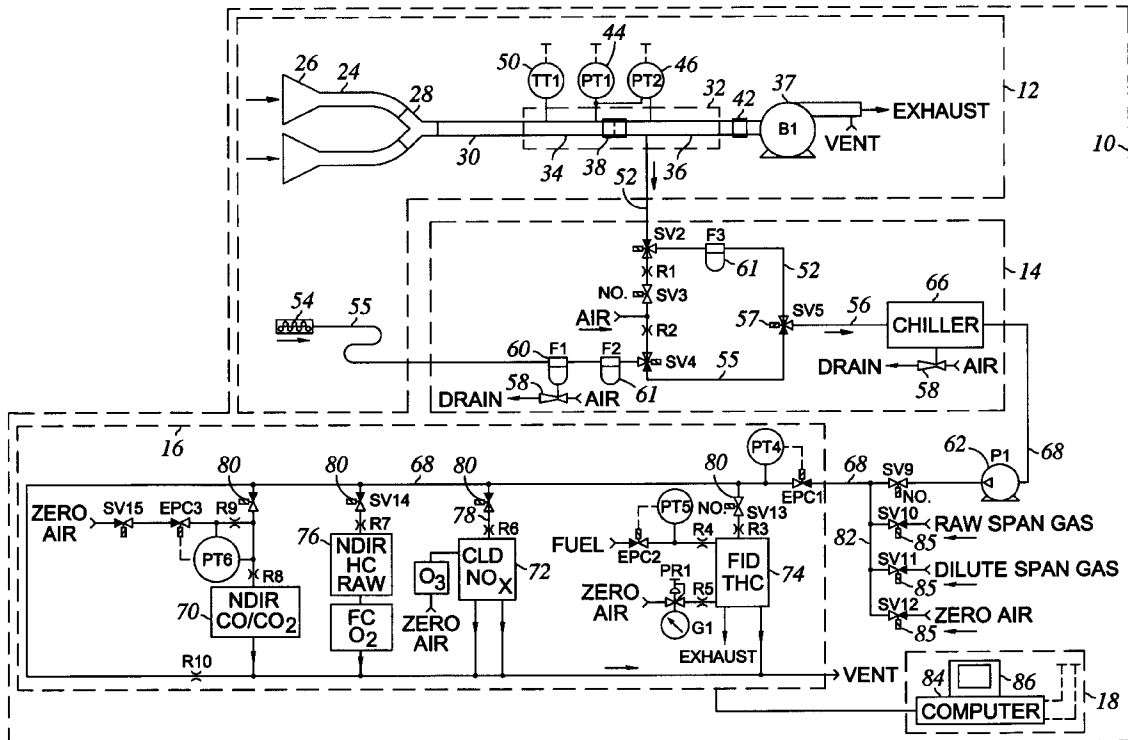 26
24
28
50
TT1
44
PT1
PT2
46
32
42
37
B1
EXHAUST
VENT
12
10
30
34
38
36
52
SV2
F3
61
52
14
R1
NO.
SV3
AIR
R2
57
SV5
56
66
CHILLER
54
55
60
F1
F2
SV4
55
DRAIN
58
AIR
61
DRAIN
AIR
58
16
80
80
68
80
PT4
80
EPC1
68
SV9
NO.
62
P1
68
SV15
EPC3
R9
ZERO
AIR
SV14
R7
78
R6
PT5
NO.
SV13
R4
R3
SV10
RAW SPAN GAS
85
82
PT6
R8
76
NDIR
HC
RAW
O3
CLD
NOX
72
FUEL
EPC2
FID
THC
74
SV11
DILUTE SPAN GAS
85
70
NDIR
CO/CO2
FC
O2
ZERO
AIR
PR1
ZERO
AIR
R5
G1
SV12
ZERO AIR
85
EXHAUST
R10
VENT
84
86
COMPUTER
18